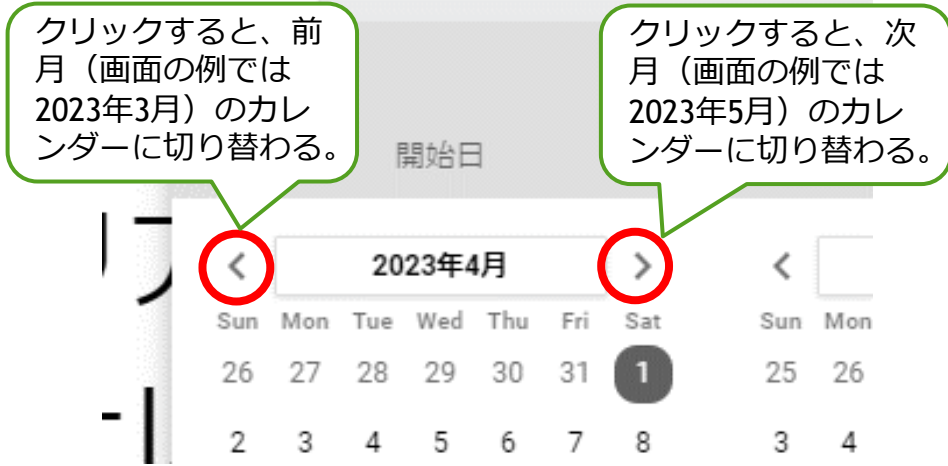 クリックすると、前
月（画面の例では
2023年3月）のカレ
ンダーに切り替わる。
クリックすると、次
月（画面の例では
2023年5月）のカレ
ンダーに切り替わる。
開始日
2023年4月
Sun Mon Tue Wed Thu Fri Sat
26 27 28 29 30 31 1
2 3 4 5 6 7 8
Sun Mon
25 26
3 4